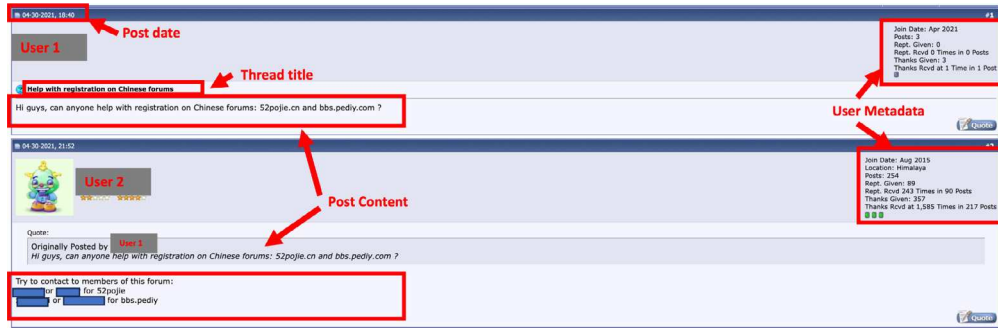 04-30-2021, 18:40
#1
Post date
User 1
Join Date: Apr 2021
Posts: 3
Rept. Given: 0
Rept. Rcvd 0 Times in 0 Posts
Thanks Given: 3
Thanks Rcvd at 1 Time in 1 Post
Thread title
Help with registration on Chinese forums
Hi guys, can anyone help with registration on Chinese forums: 52pojie.cn and bbs.pediy.com ?
User Metadata
Quote
04-30-2021, 21:52
#2
User 2
Join Date: Aug 2015
Location: Himalaya
Posts: 254
Rept. Given: 89
Rept. Rcvd 243 Times in 90 Posts
Thanks Given: 357
Thanks Rcvd at 1,585 Times in 217 Posts
Post Content
Quote:
Originally Posted by User 1
Hi guys, can anyone help with registration on Chinese forums: 52pojie.cn and bbs.pediy.com ?
Try to contact to members of this forum:
or for 52pojie
or for bbs.pediy
Quote